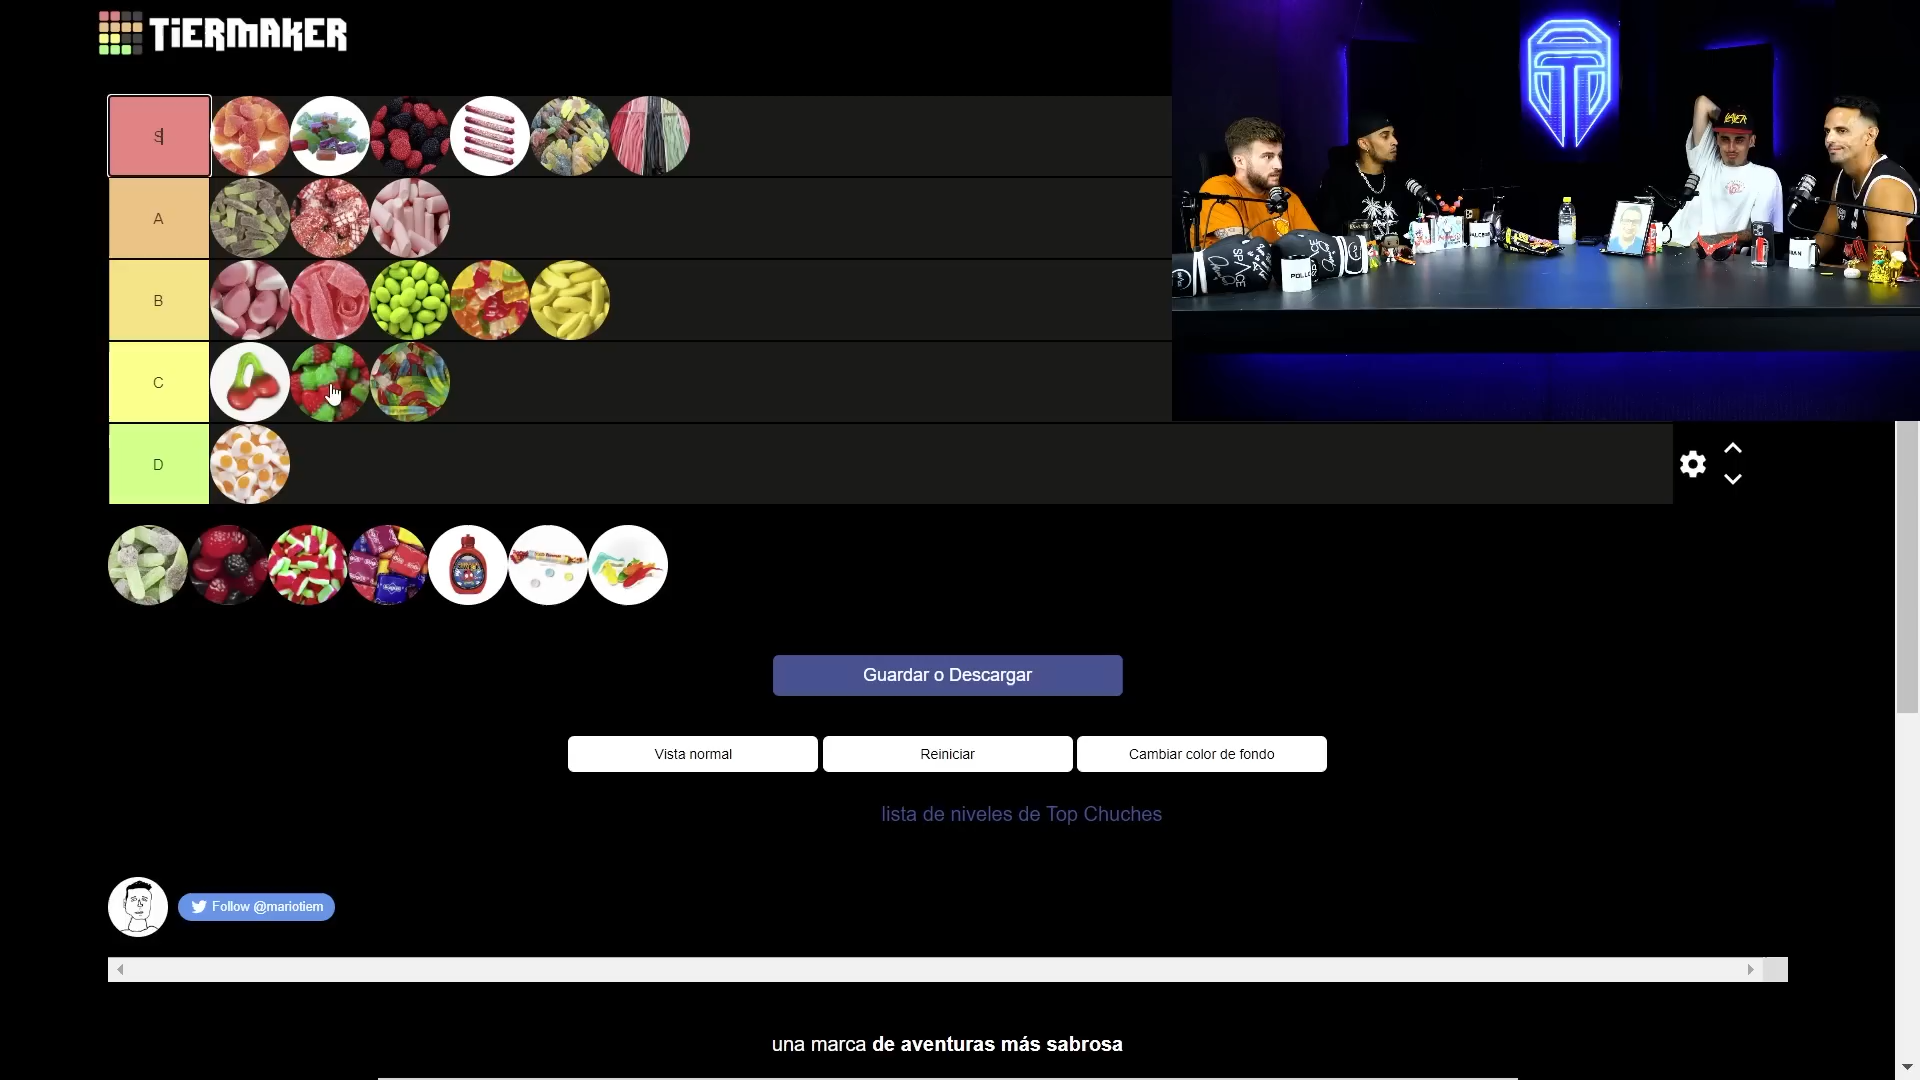 TiERMAKER
S
A
B
C
D
Guardar o Descargar
Vista normal
Reiniciar
Cambiar color de fondo
lista de niveles de Top Chuches
Follow @mariotiem
una marca de aventuras más sabrosa